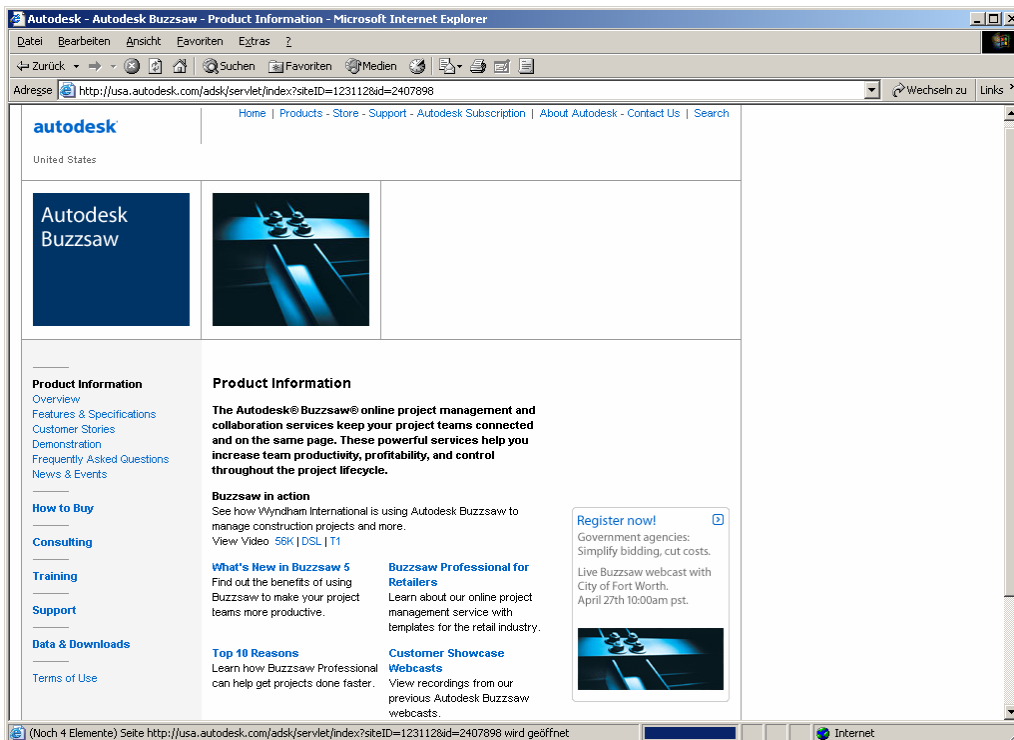 Autodesk - Autodesk Buzzsaw - Product Information - Microsoft Internet Explorer
Datei Bearbeiten Ansicht Favoriten Extras ?
Zurück Suchen Favoriten Medien
Adresse http://usa.autodesk.com/adsk/servlet/index?siteID=123112&id=2407898 Wechseln zu Links
autodesk
Home | Products - Store - Support - Autodesk Subscription | About Autodesk - Contact Us | Search
United States
Autodesk
Buzzsaw
Product Information
Overview
Features & Specifications
Customer Stories
Demonstration
Frequently Asked Questions
News & Events
How to Buy
Consulting
Training
Support
Data & Downloads
Terms of Use
Product Information
The Autodesk® Buzzsaw® online project management and
collaboration services keep your project teams connected
and on the same page. These powerful services help you
increase team productivity, profitability, and control
throughout the project lifecycle.
Buzzsaw in action
See how Wyndham International is using Autodesk Buzzsaw to
manage construction projects and more.
View Video 56K | DSL | T1
What's New in Buzzsaw 5
Find out the benefits of using
Buzzsaw to make your project
teams more productive.
Buzzsaw Professional for
Retailers
Learn about our online project
management service with
templates for the retail industry.
Top 10 Reasons
Learn how Buzzsaw Professional
can help get projects done faster.
Customer Showcase
Webcasts
View recordings from our
previous Autodesk Buzzsaw
webcasts.
Register now!
Government agencies:
Simplify bidding, cut costs.
Live Buzzsaw webcast with
City of Fort Worth.
April 27th 10:00am pst.
(Noch 4 Elemente) Seite http://usa.autodesk.com/adsk/servlet/index?siteID=123112&id=2407898 wird geöffnet
Internet